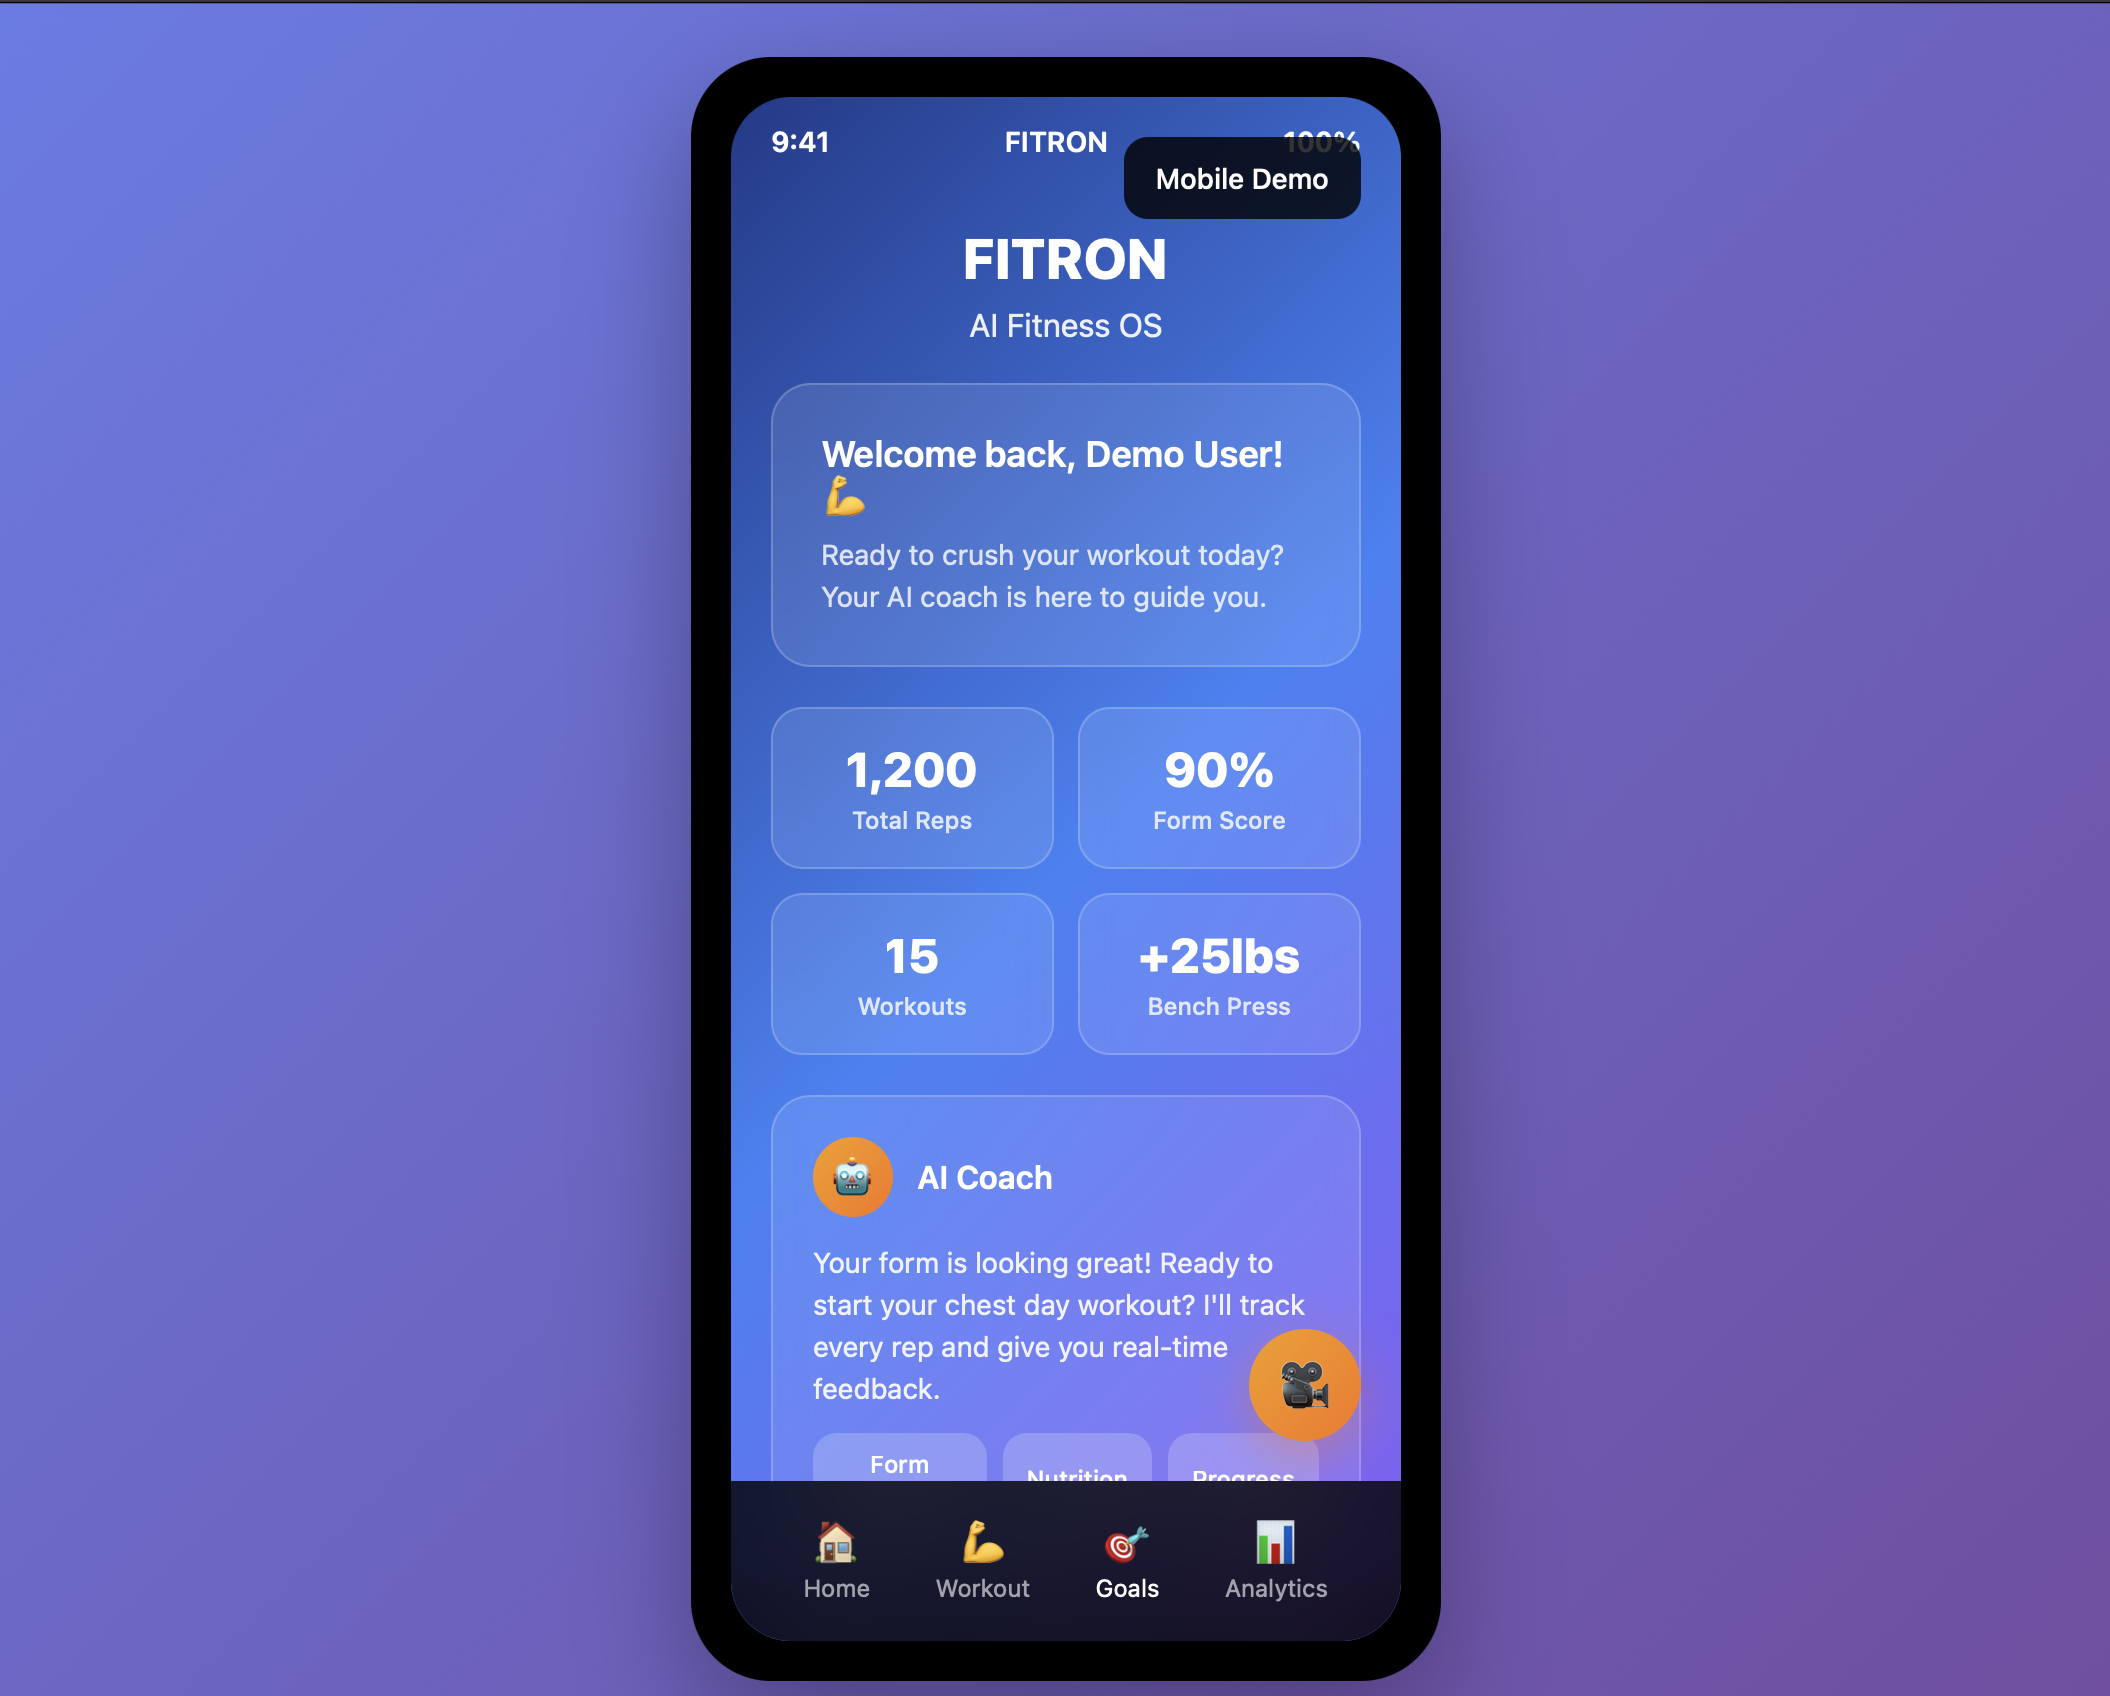 9:41
FITRON
100%
Mobile Demo
FITRON
AI Fitness OS
Welcome back, Demo User!
💪
Ready to crush your workout today?
Your AI coach is here to guide you.
1,200
Total Reps
90%
Form Score
15
Workouts
+25lbs
Bench Press
AI Coach
Your form is looking great! Ready to
start your chest day workout? I'll track
every rep and give you real-time
feedback.
Form
Nutrition
Progress
Home
Workout
Goals
Analytics